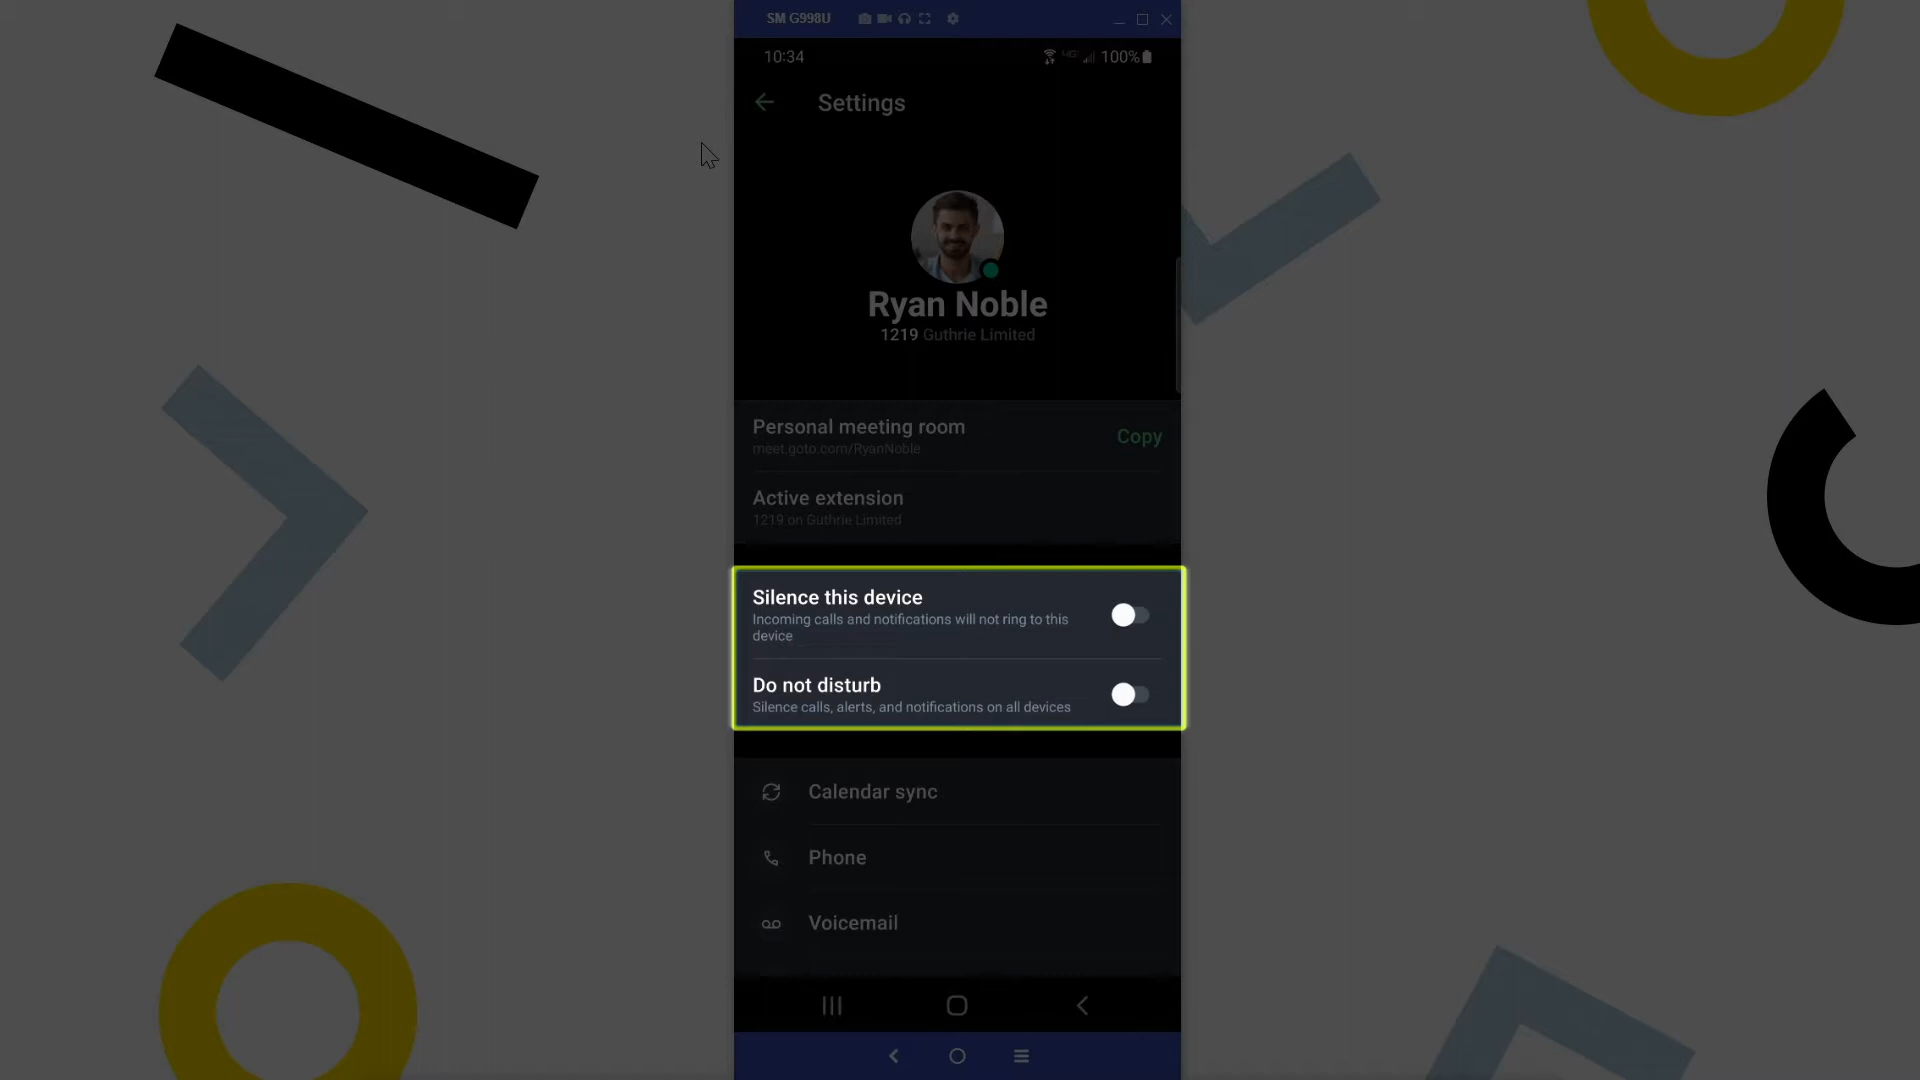 SM G998U
10:34
4G 100%
Settings
Ryan Noble
1219 Guthrie Limited
Personal meeting room
Copy
meet.goto.com/RyanNoble
Active extension
1219 on Guthrie Limited
Silence this device
Incoming calls and notifications will not ring to this
device
Do not disturb
Silence calls, alerts, and notifications on all devices
Calendar sync
Phone
Voicemail